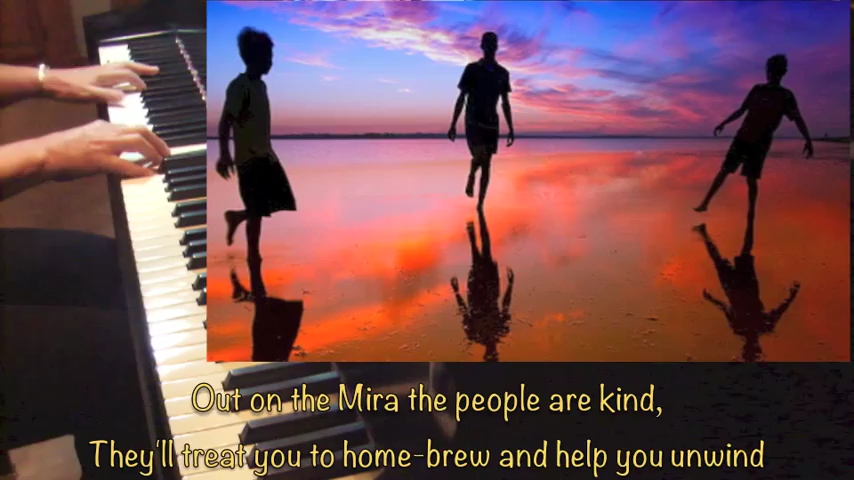 Out on the Mira the people are kind,
They'll treat you to home-brew and help you unwind